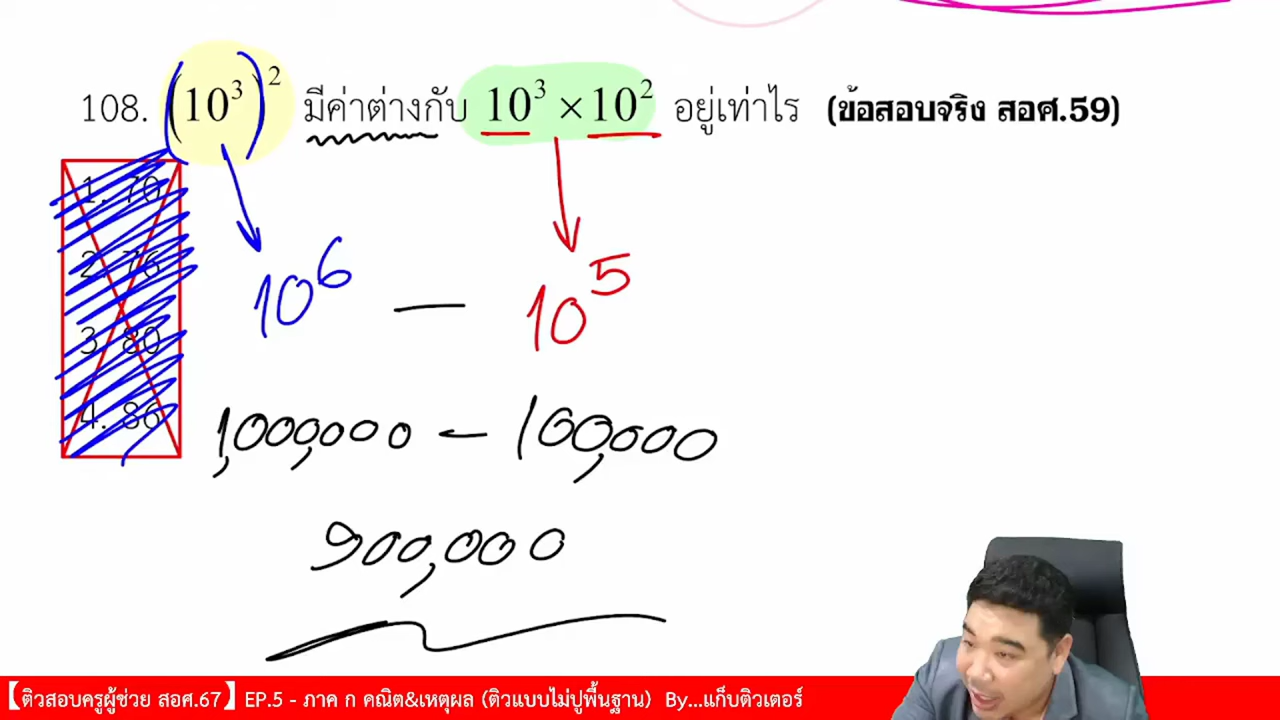 108. (10³)² มีค่าต่างกับ 10³ × 10² อยู่เท่าไร (ข้อสอบจริง สอศ.59)
1. 70
2. 76
3. 80
4. 86
10⁶ — 10⁵
1,000,000 — 100,000
900,000
【ติวสอบครูผู้ช่วย สอศ.67】 EP.5 - ภาค ก คณิต&เหตุผล (ติวแบบไม่ปูพื้นฐาน) By...แก็บติวเตอร์